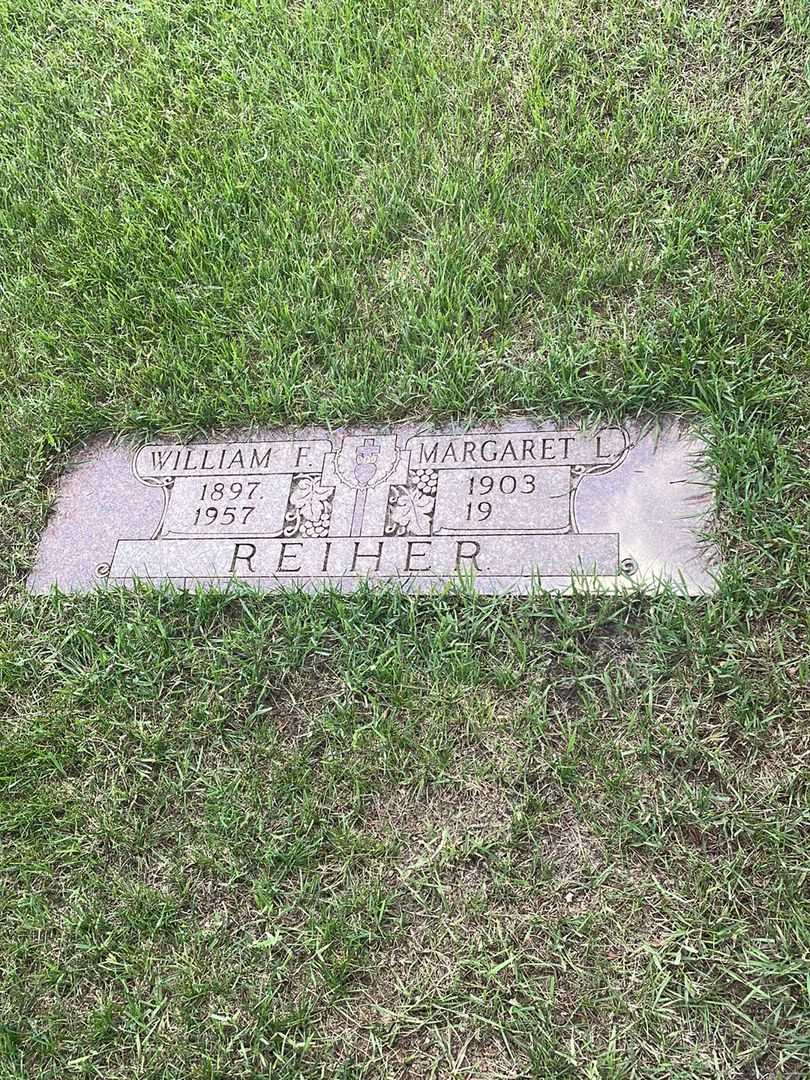 WILLIAM F.
1897.
1957
MARGARET L.
1903
19
REIHER.